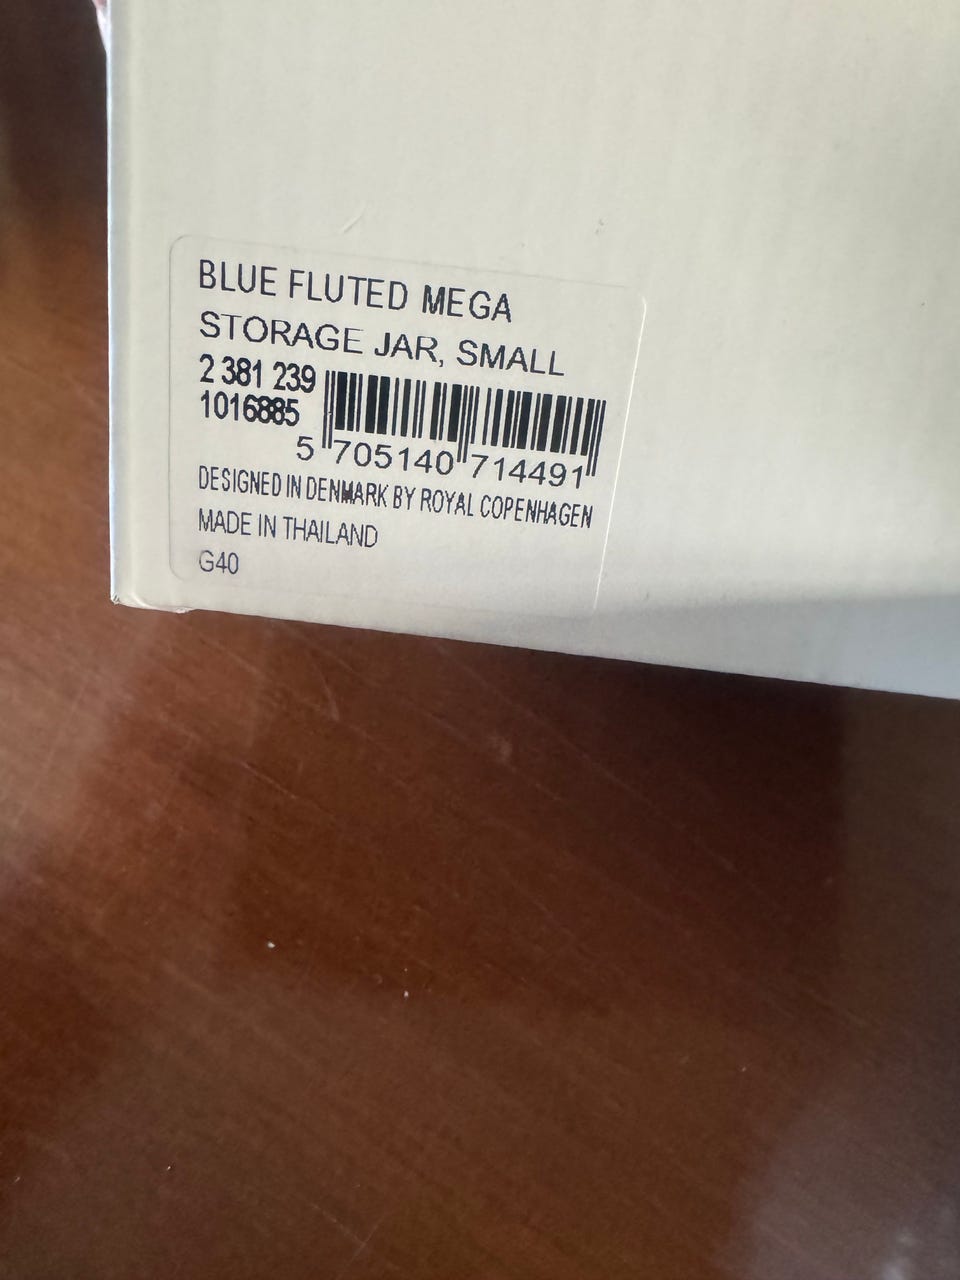 BLUE FLUTED MEGA
STORAGE JAR, SMALL
2 381 239
1016885
5 705140 714491
DESIGNED IN DENMARK BY ROYAL COPENHAGEN
MADE IN THAILAND
G40